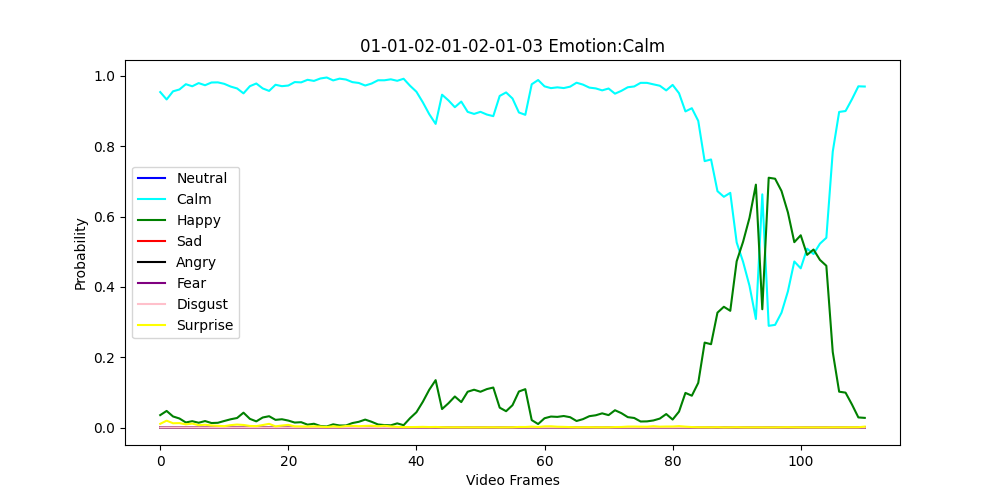 01-01-02-01-02-01-03 Emotion:Calm
1.0
0.8
0.6
0.4
0.2
0.0
Probability
Neutral
Calm
Happy
Sad
Angry
Fear
Disgust
Surprise
0 20 40 60 80 100
Video Frames